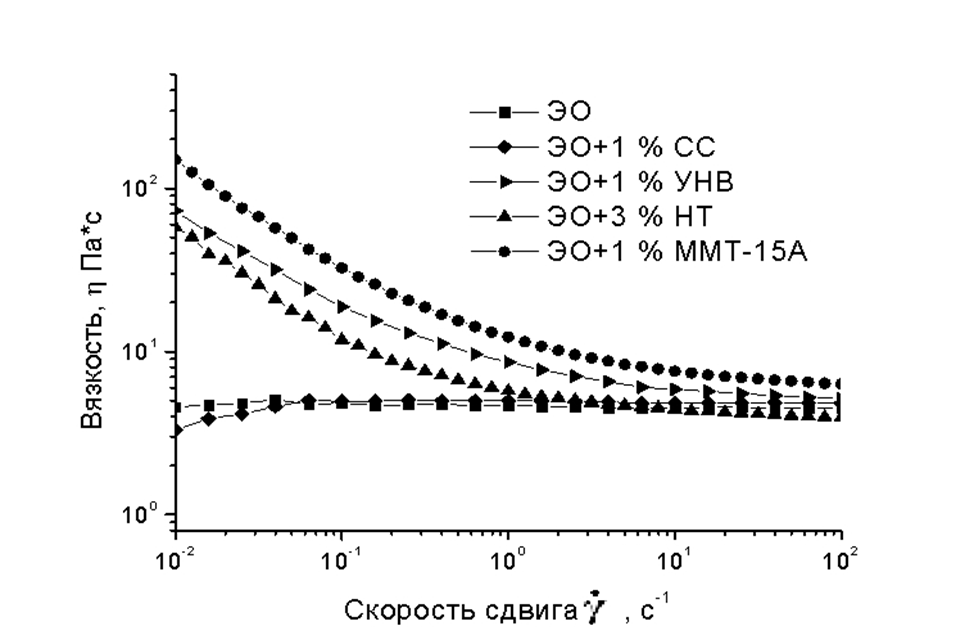 ЭО
ЭО+1 % СС
ЭО+1 % УНВ
ЭО+3 % НТ
ЭО+1 % ММТ-15А
Вязкость, η Па*с
10²
10¹
10⁰
10⁻² 10⁻¹ 10⁰ 10¹ 10²
Скорость сдвига γ̇ , с⁻¹